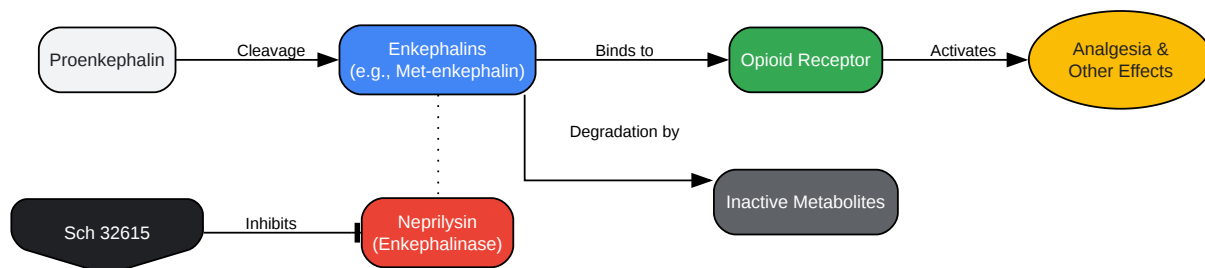 Proenkephalin
Cleavage
Enkephalins
(e.g., Met-enkephalin)
Binds to
Opioid Receptor
Activates
Analgesia &
Other Effects
Degradation by
Inactive Metabolites
Sch 32615
Inhibits
Neprilysin
(Enkephalinase)